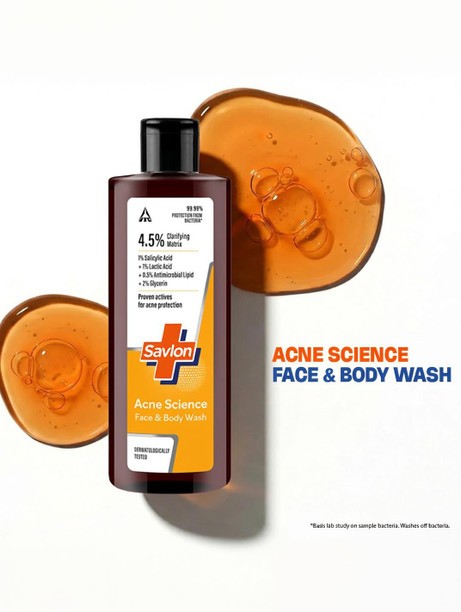 99.99%
PROTECTION FROM
BACTERIA*
4.5% Clarifying
Matrix
1% Salicylic Acid
+ 1% Lactic Acid
+ 0.5% Antimicrobial Lipid
+ 2% Glycerin
Proven actives
for acne protection
Savlon
Acne Science
Face & Body Wash
DERMATOLOGICALLY
TESTED
ACNE SCIENCE
FACE & BODY WASH
*Basis lab study on sample bacteria. Washes off bacteria.